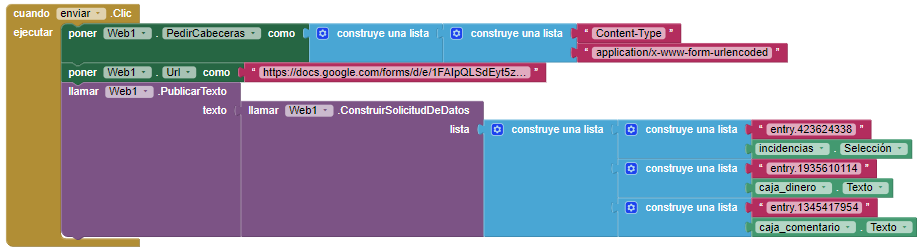 cuando enviar .Clic
ejecutar poner Web1 . PedirCabeceras como construye una lista construye una lista " Content-Type "
" application/x-www-form-urlencoded "
poner Web1 . Url como " https://docs.google.com/forms/d/e/1FAIpQLSdEyt5z... "
llamar Web1 .PublicarTexto
texto llamar Web1 .ConstruirSolicitudDeDatos
lista construye una lista construye una lista " entry.423624338 "
incidencias . Selección
construye una lista " entry.1935610114 "
caja_dinero . Texto
construye una lista " entry.1345417954 "
caja_comentario . Texto